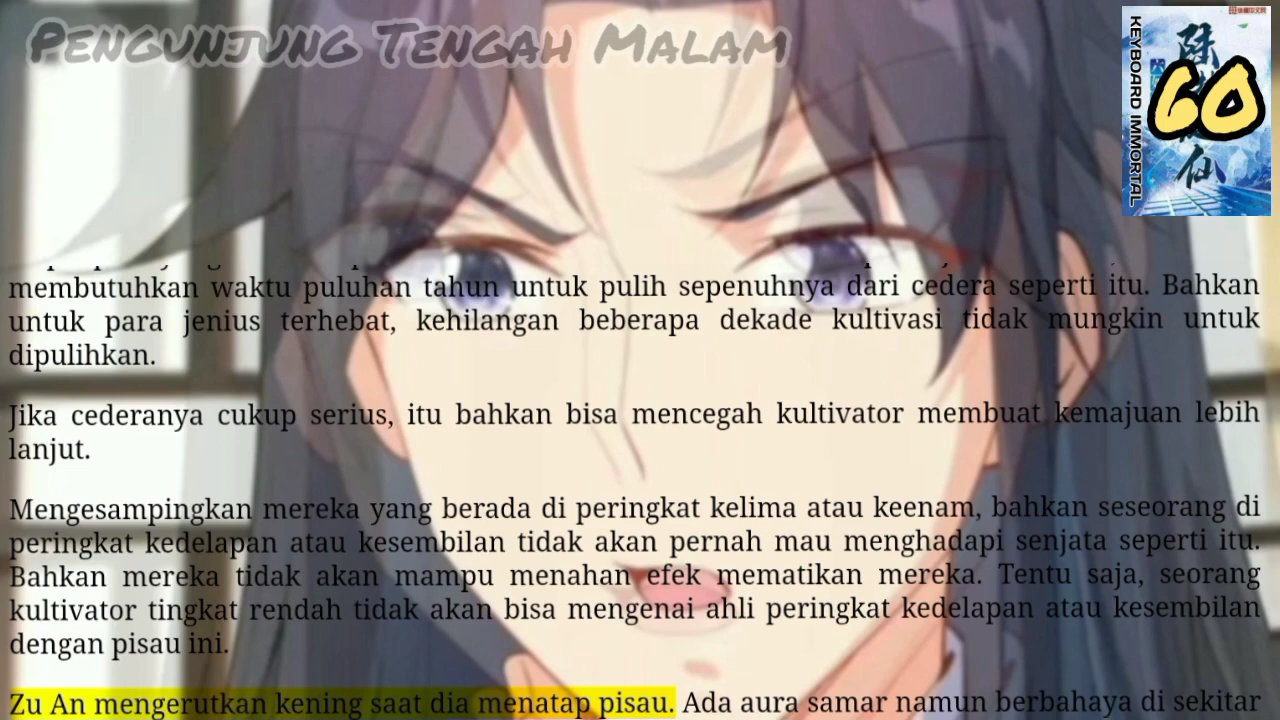 Pengunjung Tengah Malam
KEYBOARD IMMORTAL
60
仙
membutuhkan waktu puluhan tahun untuk pulih sepenuhnya dari cedera seperti itu. Bahkan
untuk para jenius terhebat, kehilangan beberapa dekade kultivasi tidak mungkin untuk
dipulihkan.
Jika cederanya cukup serius, itu bahkan bisa mencegah kultivator membuat kemajuan lebih
lanjut.
Mengesampingkan mereka yang berada di peringkat kelima atau keenam, bahkan seseorang di
peringkat kedelapan atau kesembilan tidak akan pernah mau menghadapi senjata seperti itu.
Bahkan mereka tidak akan mampu menahan efek mematikan mereka. Tentu saja, seorang
kultivator tingkat rendah tidak akan bisa mengenai ahli peringkat kedelapan atau kesembilan
dengan pisau ini.
Zu An mengerutkan kening saat dia menatap pisau. Ada aura samar namun berbahaya di sekitar